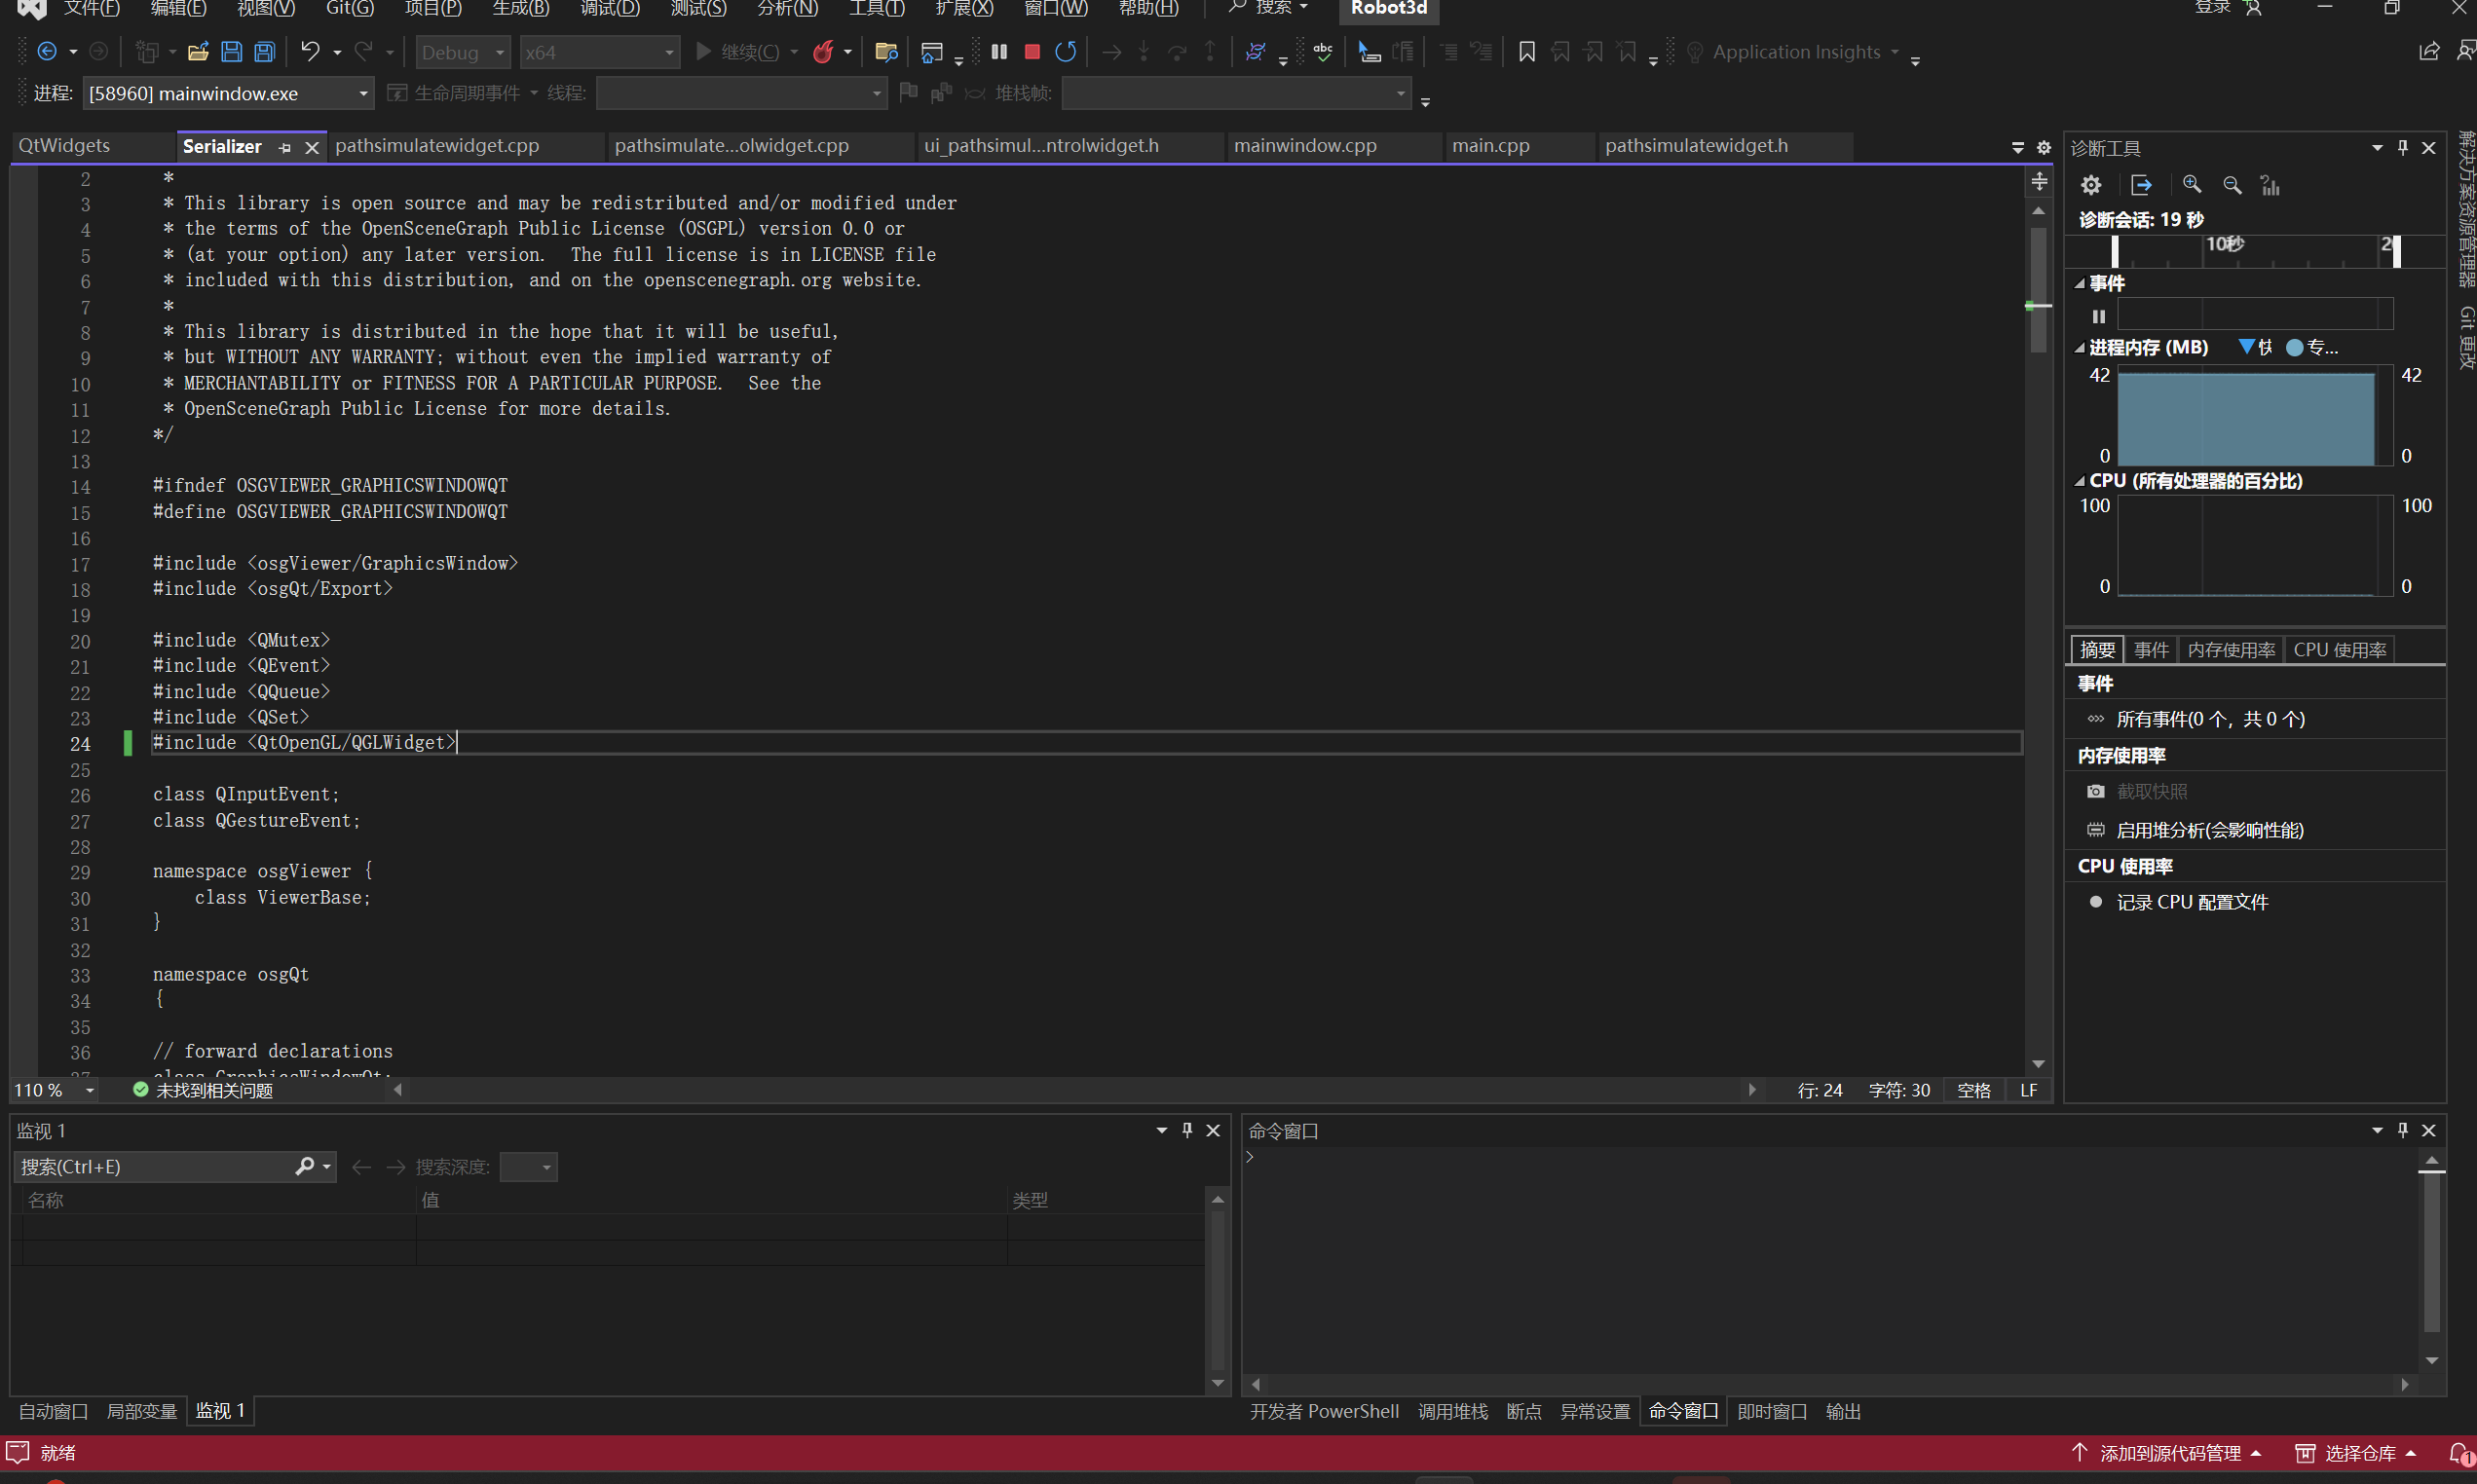 文件(F) 编辑(E) 视图(V) Git(G) 项目(P) 生成(B) 调试(D) 测试(S) 分析(N) 工具(T) 扩展(X) 窗口(W) 帮助(H) 搜索 Robot3d 登录
Debug x64 继续(C) abc Application Insights
进程: [58960] mainwindow.exe 生命周期事件 线程: 堆栈帧:
QtWidgets Serializer pathsimulatewidget.cpp pathsimulate...olwidget.cpp ui_pathsimul...ntrolwidget.h mainwindow.cpp main.cpp pathsimulatewidget.h
2 *
3 * This library is open source and may be redistributed and/or modified under
4 * the terms of the OpenSceneGraph Public License (OSGPL) version 0.0 or
5 * (at your option) any later version.  The full license is in LICENSE file
6 * included with this distribution, and on the openscenegraph.org website.
7 *
8 * This library is distributed in the hope that it will be useful,
9 * but WITHOUT ANY WARRANTY; without even the implied warranty of
10 * MERCHANTABILITY or FITNESS FOR A PARTICULAR PURPOSE.  See the
11 * OpenSceneGraph Public License for more details.
12 */
13
14 #ifndef OSGVIEWER_GRAPHICSWINDOWQT
15 #define OSGVIEWER_GRAPHICSWINDOWQT
16
17 #include <osgViewer/GraphicsWindow>
18 #include <osgQt/Export>
19
20 #include <QMutex>
21 #include <QEvent>
22 #include <QQueue>
23 #include <QSet>
24 #include <QtOpenGL/QGLWidget>
25
26 class QInputEvent;
27 class QGestureEvent;
28
29 namespace osgViewer {
30 class ViewerBase;
31 }
32
33 namespace osgQt
34 {
35
36 // forward declarations
37 class GraphicsWindowQt;
110 % 未找到相关问题 行: 24 字符: 30 空格 LF
诊断工具
诊断会话: 19 秒
10秒 2
事件
进程内存 (MB) 快 专...
42 42
0 0
CPU (所有处理器的百分比)
100 100
0 0
摘要 事件 内存使用率 CPU 使用率
事件
所有事件(0 个，共 0 个)
内存使用率
截取快照
启用堆分析(会影响性能)
CPU 使用率
记录 CPU 配置文件
解决方案资源管理器
Git 更改
监视 1
搜索(Ctrl+E) 搜索深度:
名称 值 类型
自动窗口 局部变量 监视 1
命令窗口
>
开发者 PowerShell 调用堆栈 断点 异常设置 命令窗口 即时窗口 输出
就绪 添加到源代码管理 选择仓库 1